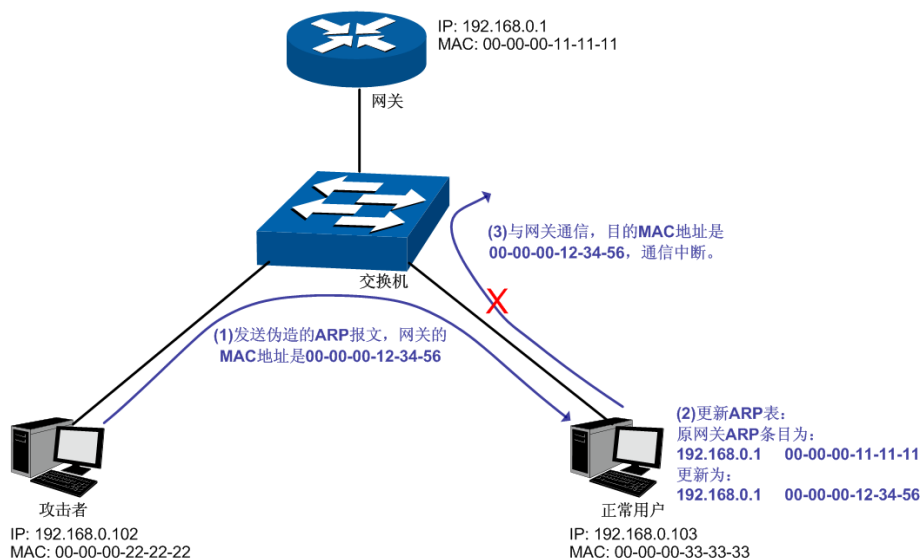 IP: 192.168.0.1
MAC: 00-00-00-11-11-11
网关
(3)与网关通信，目的MAC地址是
00-00-00-12-34-56，通信中断。
交换机
(1)发送伪造的ARP报文，网关的
MAC地址是00-00-00-12-34-56
(2)更新ARP表：
原网关ARP条目为：
192.168.0.1 00-00-00-11-11-11
更新为：
192.168.0.1 00-00-00-12-34-56
攻击者
IP: 192.168.0.102
MAC: 00-00-00-22-22-22
正常用户
IP: 192.168.0.103
MAC: 00-00-00-33-33-33